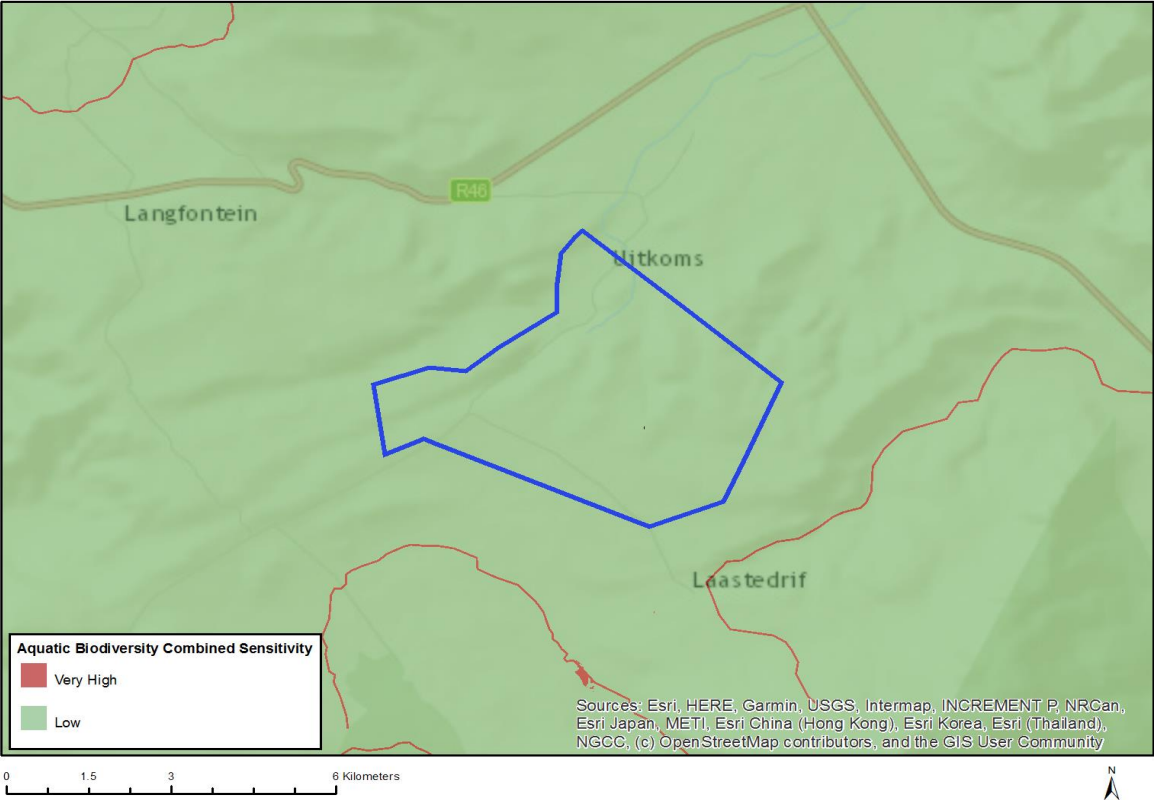 R46
Langfontein
Uitkoms
Laastedrif
Aquatic Biodiversity Combined Sensitivity
Very High
Low
Sources: Esri, HERE, Garmin, USGS, Intermap, INCREMENT P, NRCan,
Esri Japan, METI, Esri China (Hong Kong), Esri Korea, Esri (Thailand),
NGCC, (c) OpenStreetMap contributors, and the GIS User Community
0 1.5 3 6 Kilometers
N